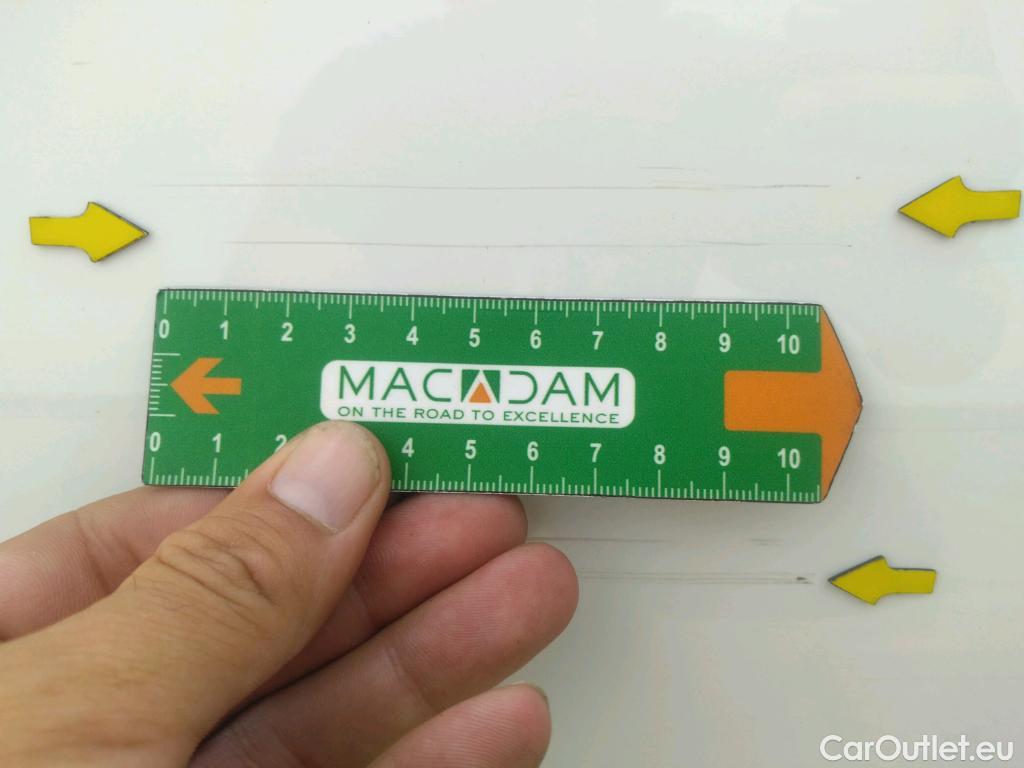 0 1 2 3 4 5 6 7 8 9 10
MACADAM
ON THE ROAD TO EXCELLENCE
0 1 2 4 5 6 7 8 9 10
CarOutlet.eu